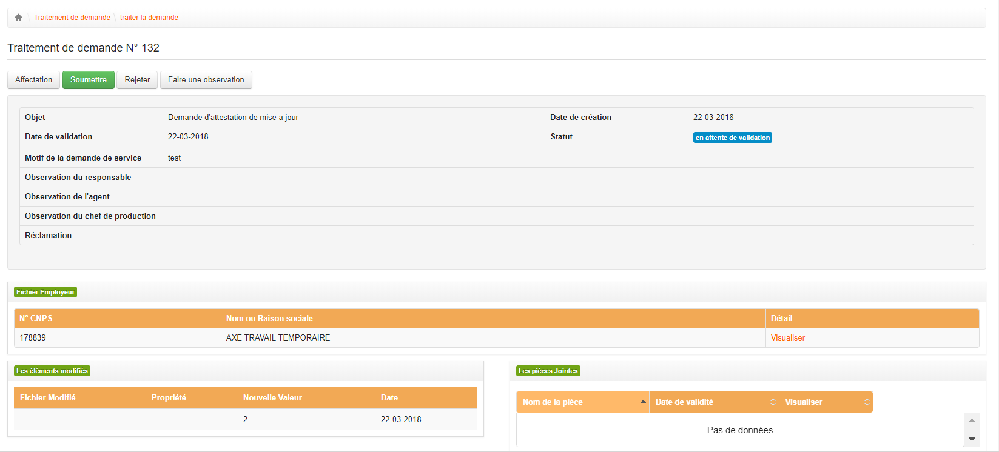 Traitement de demande \ traiter la demande
Traitement de demande N° 132
Affectation Soumettre Rejeter Faire une observation
Objet Demande d'attestation de mise a jour Date de création 22-03-2018
Date de validation 22-03-2018 Statut en attente de validation
Motif de la demande de service test
Observation du responsable
Observation de l'agent
Observation du chef de production
Réclamation
Fichier Employeur
N° CNPS Nom ou Raison sociale Détail
178839 AXE TRAVAIL TEMPORAIRE Visualiser
Les éléments modifiés
Fichier Modifié Propriété Nouvelle Valeur Date
2 22-03-2018
Les pièces Jointes
Nom de la pièce Date de validité Visualiser
Pas de données